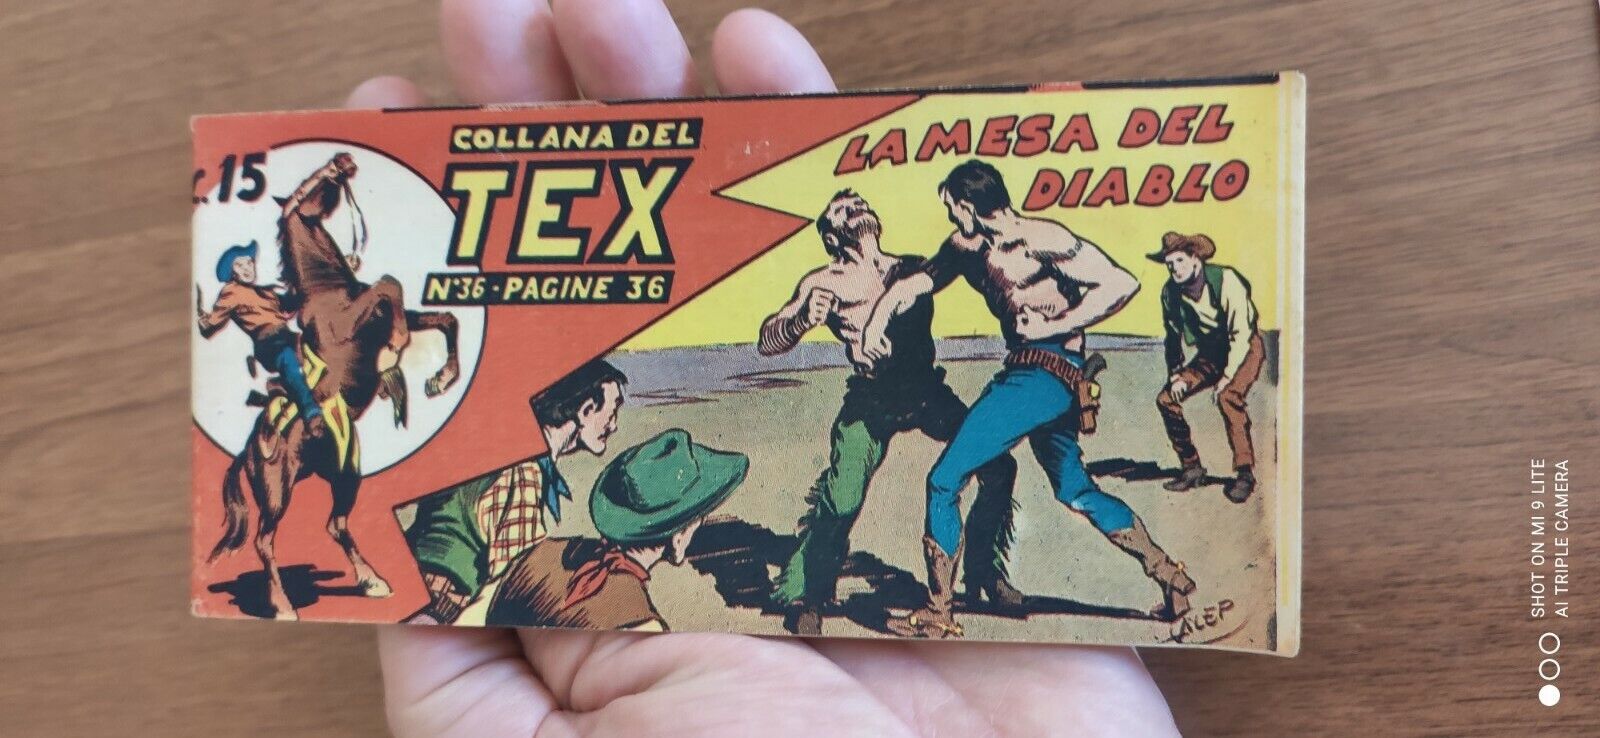 L. 15
COLLANA DEL
TEX
N° 36 - PAGINE 36
LA MESA DEL
DIABLO
GALEP
SHOT ON MI 9 LITE
AI TRIPLE CAMERA